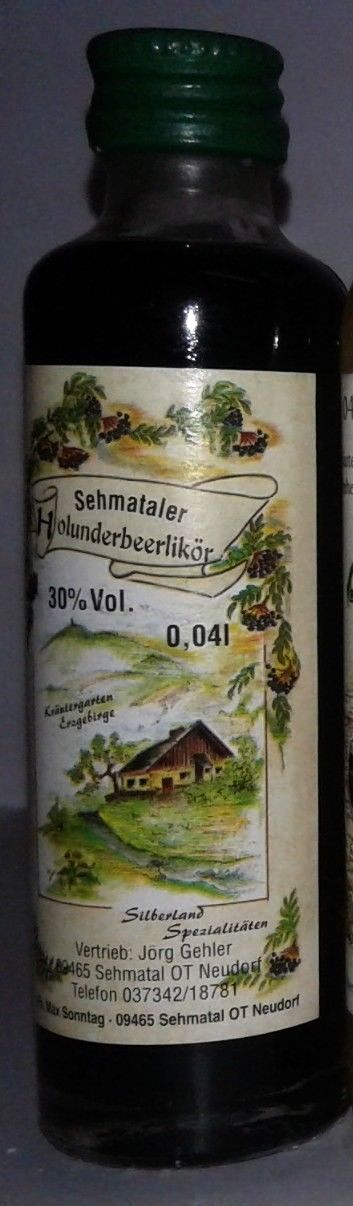 Sehmataler
Holunderbeerlikör
30% Vol.
0,04l
Kräutergarten
Erzgebirge
Silberland
Spezialitäten
Vertrieb: Jörg Gehler
09465 Sehmatal OT Neudorf
Telefon 037342/18781
Max Sonntag · 09465 Sehmatal OT Neudorf